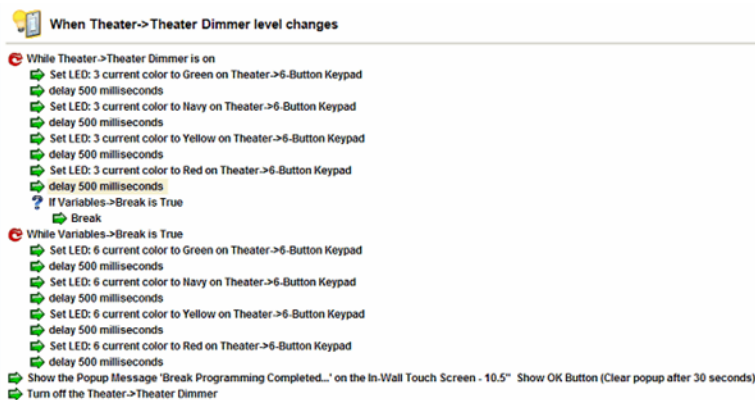 When Theater->Theater Dimmer level changes
While Theater->Theater Dimmer is on
Set LED: 3 current color to Green on Theater->6-Button Keypad
delay 500 milliseconds
Set LED: 3 current color to Navy on Theater->6-Button Keypad
delay 500 milliseconds
Set LED: 3 current color to Yellow on Theater->6-Button Keypad
delay 500 milliseconds
Set LED: 3 current color to Red on Theater->6-Button Keypad
delay 500 milliseconds
If Variables->Break is True
Break
While Variables->Break is True
Set LED: 6 current color to Green on Theater->6-Button Keypad
delay 500 milliseconds
Set LED: 6 current color to Navy on Theater->6-Button Keypad
delay 500 milliseconds
Set LED: 6 current color to Yellow on Theater->6-Button Keypad
delay 500 milliseconds
Set LED: 6 current color to Red on Theater->6-Button Keypad
delay 500 milliseconds
Show the Popup Message 'Break Programming Completed...' on the In-Wall Touch Screen - 10.5" Show OK Button (Clear popup after 30 seconds)
Turn off the Theater->Theater Dimmer